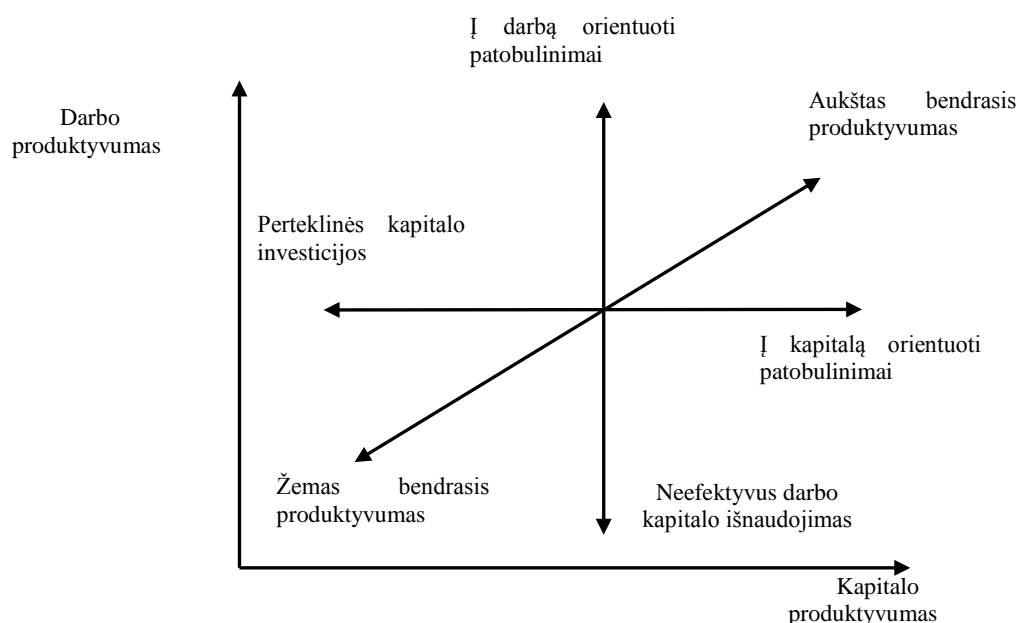 Į darbą orientuoti
patobulinimai
Darbo
produktyvumas
Aukštas bendrasis
produktyvumas
Perteklinės kapitalo
investicijos
Į kapitalą orientuoti
patobulinimai
Žemas bendrasis
produktyvumas
Neefektyvus darbo
kapitalo išnaudojimas
Kapitalo
produktyvumas